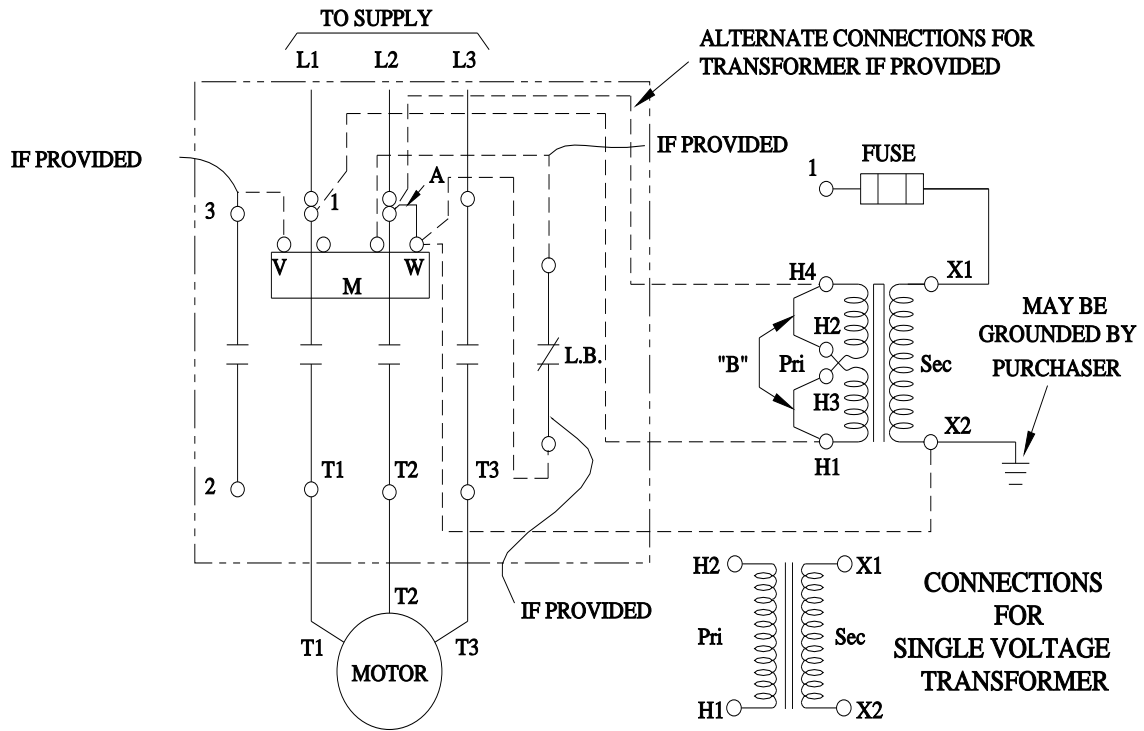 TO SUPPLY
L1 L2 L3
ALTERNATE CONNECTIONS FOR
TRANSFORMER IF PROVIDED
IF PROVIDED
IF PROVIDED
A
1
FUSE
3
1
V
W
M
H4
X1
MAY BE
GROUNDED BY
PURCHASER
H2
"B"
Pri
Sec
L.B.
H3
X2
H1
2
T1
T2
T3
IF PROVIDED
T2
T1
T3
MOTOR
H2
X1
Pri
Sec
H1
X2
CONNECTIONS
FOR
SINGLE VOLTAGE
TRANSFORMER